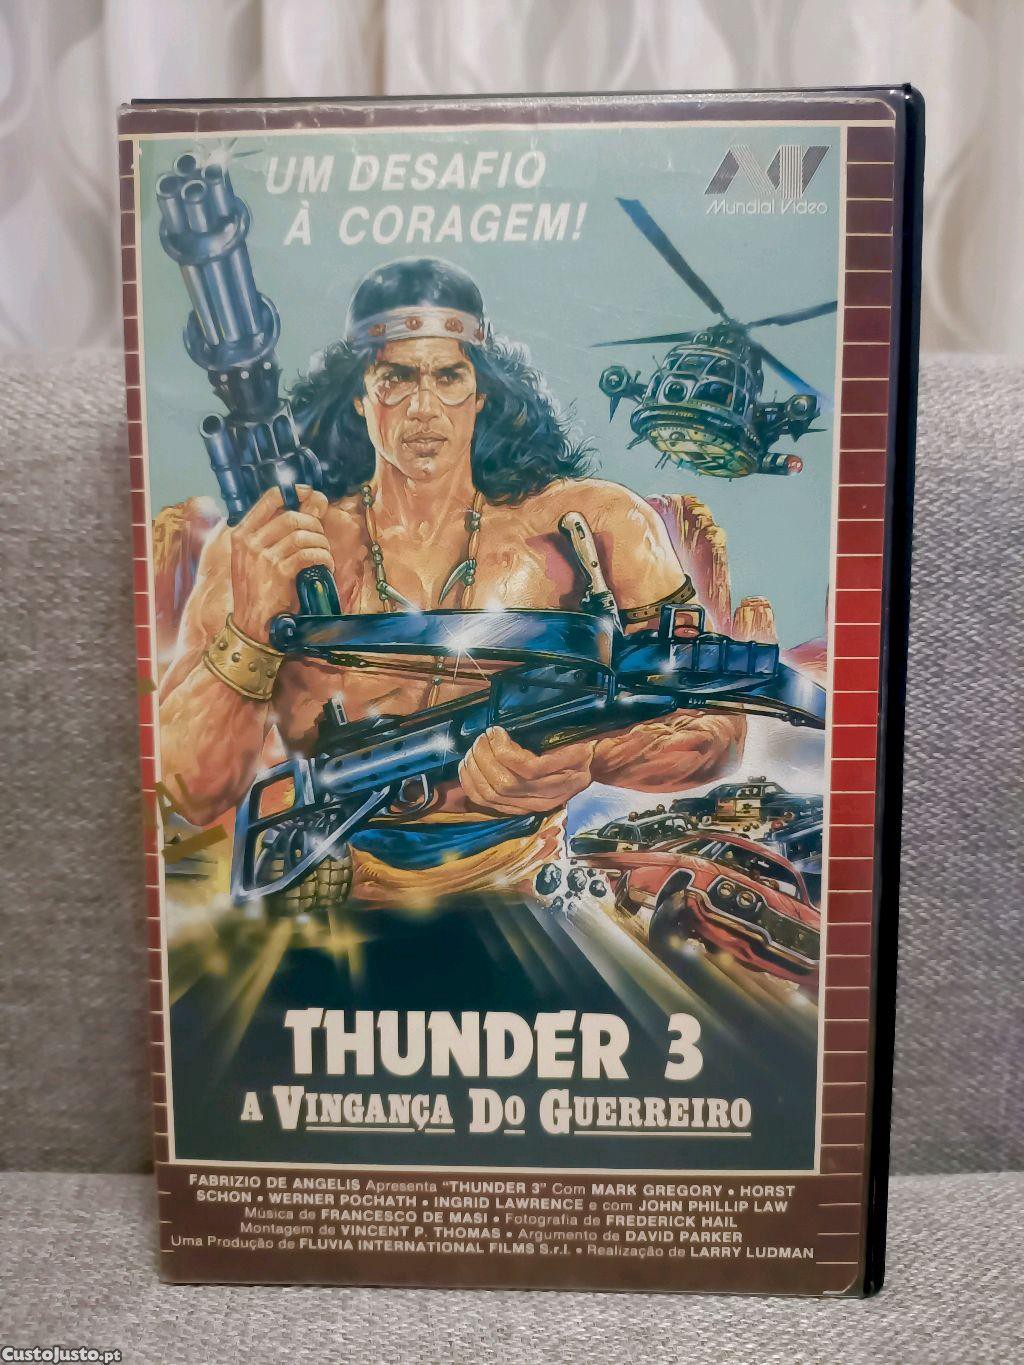 UM DESAFIO
À CORAGEM!
Mundial Video
THUNDER 3
A VINGANÇA DO GUERREIRO
FABRIZIO DE ANGELIS Apresenta "THUNDER 3" Com MARK GREGORY • HORST
SCHON • WERNER POCHATH • INGRID LAWRENCE e com JOHN PHILLIP LAW
Música de FRANCESCO DE MASI • Fotografia de FREDERICK HAIL
Montagem de VINCENT P. THOMAS • Argumento de DAVID PARKER
Uma Produção de FLUVIA INTERNATIONAL FILMS S.r.l. • Realização de LARRY LUDMAN
CustoJusto.pt